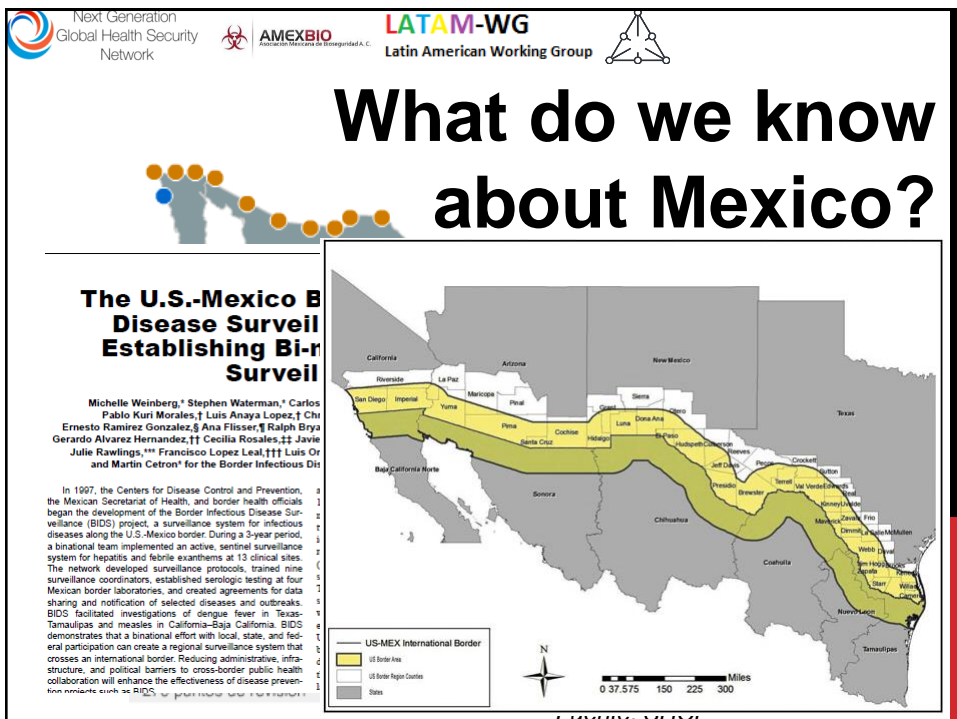 Next Generation
Global Health Security
Network
AMEXBIO
Asociación Mexicana de Bioseguridad A. C.
LATAM-WG
Latin American Working Group
What do we know
about Mexico?
The U.S.-Mexico B
Disease Surveil
Establishing Bi-n
Surveil
Michelle Weinberg,* Stephen Waterman,* Carlos
Pablo Kuri Morales,† Luis Anaya Lopez,† Chr
Ernesto Ramirez Gonzalez,§ Ana Flisser,¶ Ralph Brya
Gerardo Alvarez Hernandez,†† Cecilia Rosales,‡‡ Javie
Julie Rawlings,*** Francisco Lopez Leal,††† Luis Or
and Martin Cetron* for the Border Infectious Dis
In 1997, the Centers for Disease Control and Prevention,
the Mexican Secretariat of Health, and border health officials
began the development of the Border Infectious Disease Sur-
veillance (BIDS) project, a surveillance system for infectious
diseases along the U.S.-Mexico border. During a 3-year period,
a binational team implemented an active, sentinel surveillance
system for hepatitis and febrile exanthems at 13 clinical sites.
The network developed surveillance protocols, trained nine
surveillance coordinators, established serologic testing at four
Mexican border laboratories, and created agreements for data
sharing and notification of selected diseases and outbreaks.
BIDS facilitated investigations of dengue fever in Texas-
Tamaulipas and measles in California–Baja California. BIDS
demonstrates that a binational effort with local, state, and fed-
eral participation can create a regional surveillance system that
crosses an international border. Reducing administrative, infra-
structure, and political barriers to cross-border public health
collaboration will enhance the effectiveness of disease preven-
tion projects such as BIDS
puntos de revisión
California
Arizona
New Mexico
Texas
Riverside
La Paz
Maricopa
Pinal
San Diego
Imperial
Yuma
Pima
Santa Cruz
Cochise
Hidalgo
Grant
Luna
Sierra
Dona Ana
Otero
El Paso
Hudspeth
Culberson
Reeves
Jeff Davis
Pecos
Presidio
Brewster
Terrell
Crockett
Sutton
Val Verde
Edwards
Real
Kinney
Uvalde
Maverick
Zavala
Frio
Dimmit
La Salle
McMullen
Webb
Duval
Jim Hogg
Brooks
Zapata
Starr
Baja California Norte
Sonora
Chihuahua
Coahuila
Nuevo Leon
Tamaulipas
US-MEX International Border
US Border Area
US Border Region Counties
States
N
Miles
0 37.575 150 225 300